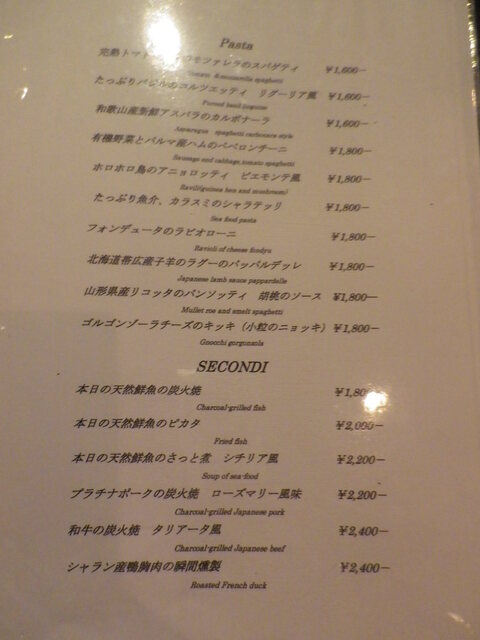 Pasta
完熟トマト モツァレラのスパゲティ ¥1,600-
Tomato &mozzarella spaghetti
たっぷりバジルのコルツェッティ リグーリア風 ¥1,600-
Forced basil linguine
和歌山産新鮮アスパラのカルボナーラ ¥1,600-
Asparagus spaghetti carbonara style
有機野菜とパルマ産ハムのペペロンチーニ ¥1,800-
Sausage and cabbage,tomato spaghetti
ホロホロ鳥のアニョロッティ ピエモンテ風 ¥1,800-
Ravil(guinea hen and mushroom)
たっぷり魚介、カラスミのシャラテッリ ¥1,800-
Sea food pasta
フォンデュータのラビオローニ ¥1,800-
Ravioli of cheese fondyu
北海道帯広産子羊のラグーのパッパルデッレ ¥1,800-
Japanese lamb sauce pappardelle
山形県産リコッタのパンソッティ 胡桃のソース ¥1,800-
Mullet roe and smelt spaghetti
ゴルゴンゾーラチーズのキッキ（小粒のニョッキ） ¥1,800-
Gnocchi gorgonzola
SECONDI
本日の天然鮮魚の炭火焼 ¥1,800
Charcoal-grilled fish
本日の天然鮮魚のピカタ ¥2,000-
Fried fish
本日の天然鮮魚のさっと煮 シチリア風 ¥2,200-
Soup of sea-food
プラチナポークの炭火焼 ローズマリー風味 ¥2,200-
Charcoal-grilled Japanese pork
和牛の炭火焼 タリアータ風 ¥2,400-
Charcoal-grilled Japanese beef
シャラン産鴨胸肉の瞬間燻製 ¥2,400-
Roasted French duck